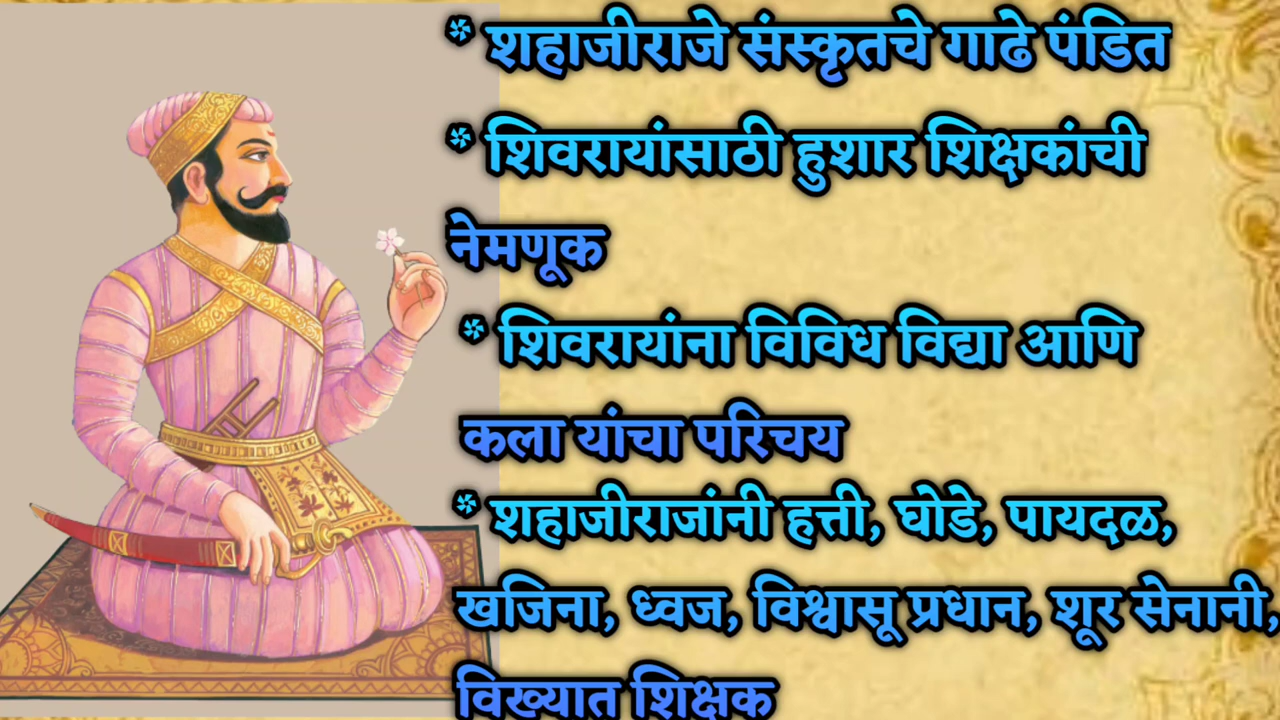 * शहाजीराजे संस्कृतचे गाढे पंडित
* शिवरायांसाठी हुशार शिक्षकांची
नेमणूक
* शिवरायांना विविध विद्या आणि
कला यांचा परिचय
* शहाजीराजांनी हत्ती, घोडे, पायदळ,
खजिना, ध्वज, विश्वासू प्रधान, शूर सेनानी,
विख्यात शिक्षक